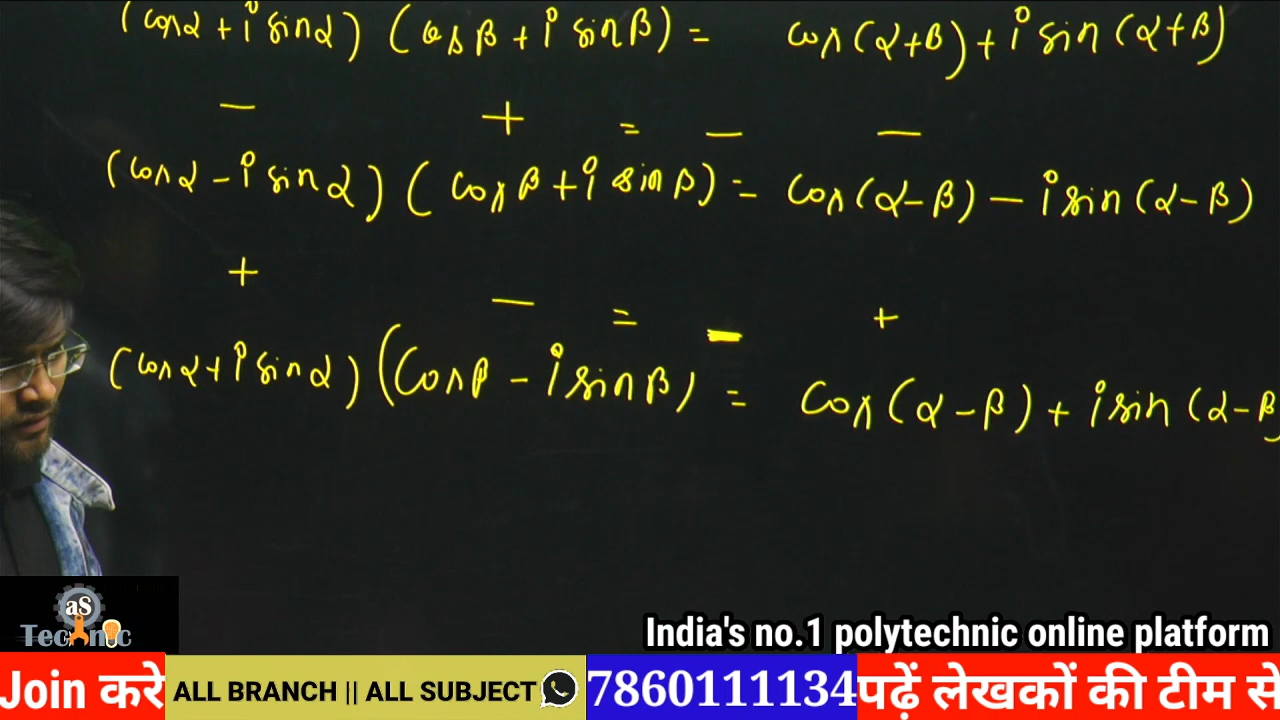 (cosα + i sinα) (cosβ + i sinβ) = cos(α+β) + i sin(α+β)
− + = − −
(cosα − i sinα) (cosβ + i sinβ) = cos(α−β) − i sin(α−β)
+ − = − +
(cosα + i sinα) (cosβ − i sinβ) = cos(α−β) + i sin(α−β
aS
Technic
India's no.1 polytechnic online platform
Join करे ALL BRANCH || ALL SUBJECT 7860111134 पढ़ें लेखकों की टीम से